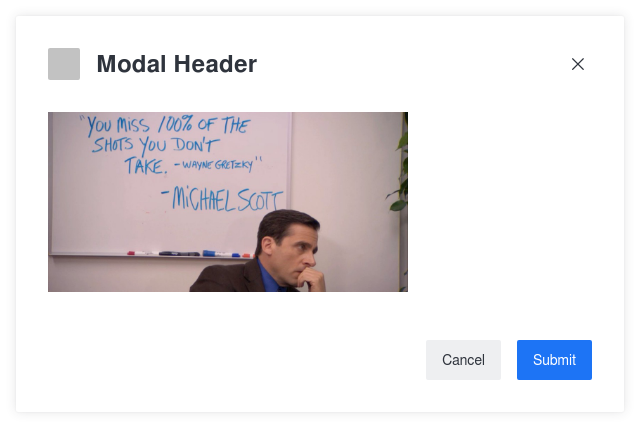 Modal Header
"YOU MISS 100% OF THE
SHOTS YOU DON'T
TAKE. - WAYNE GRETZKY"
- MICHAEL SCOTT
Cancel
Submit